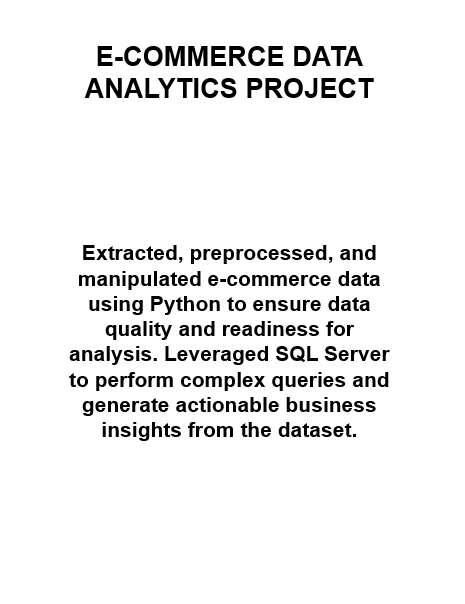 E-COMMERCE DATA
ANALYTICS PROJECT
Extracted, preprocessed, and
manipulated e-commerce data
using Python to ensure data
quality and readiness for
analysis. Leveraged SQL Server
to perform complex queries and
generate actionable business
insights from the dataset.